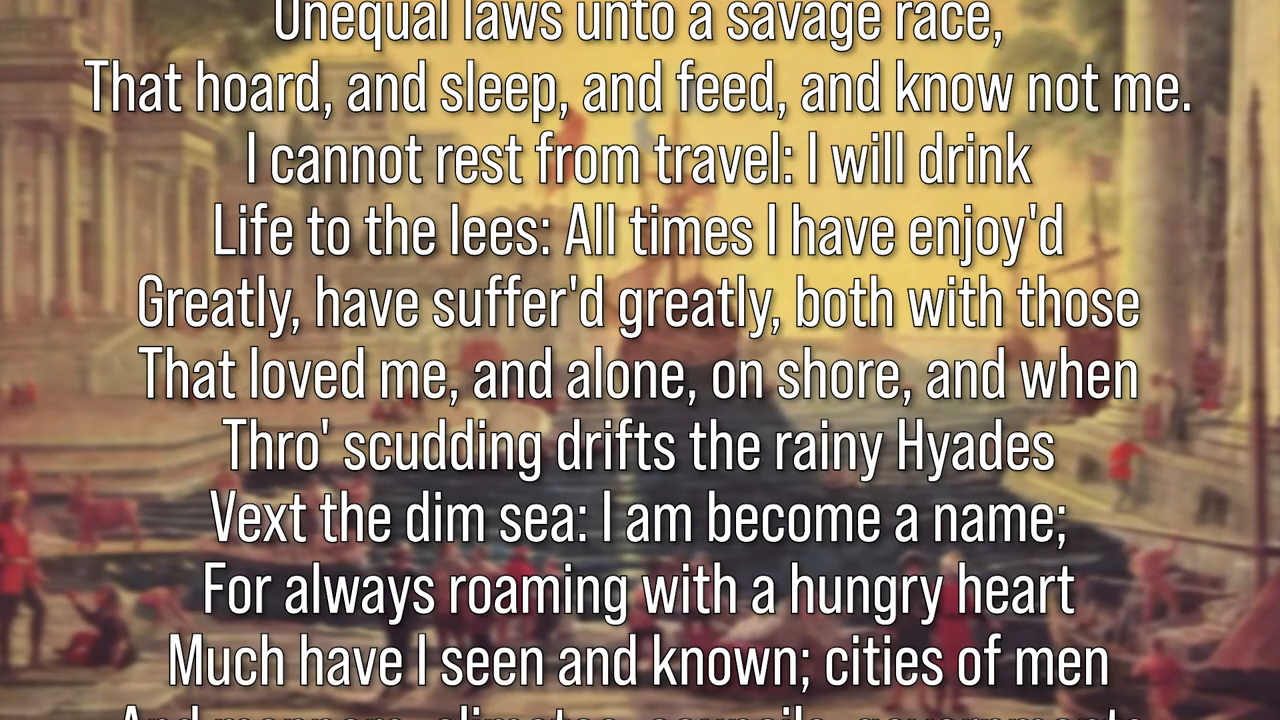 Unequal laws unto a savage race,
That hoard, and sleep, and feed, and know not me.
I cannot rest from travel: I will drink
Life to the lees: All times I have enjoy'd
Greatly, have suffer'd greatly, both with those
That loved me, and alone, on shore, and when
Thro' scudding drifts the rainy Hyades
Vext the dim sea: I am become a name;
For always roaming with a hungry heart
Much have I seen and known; cities of men